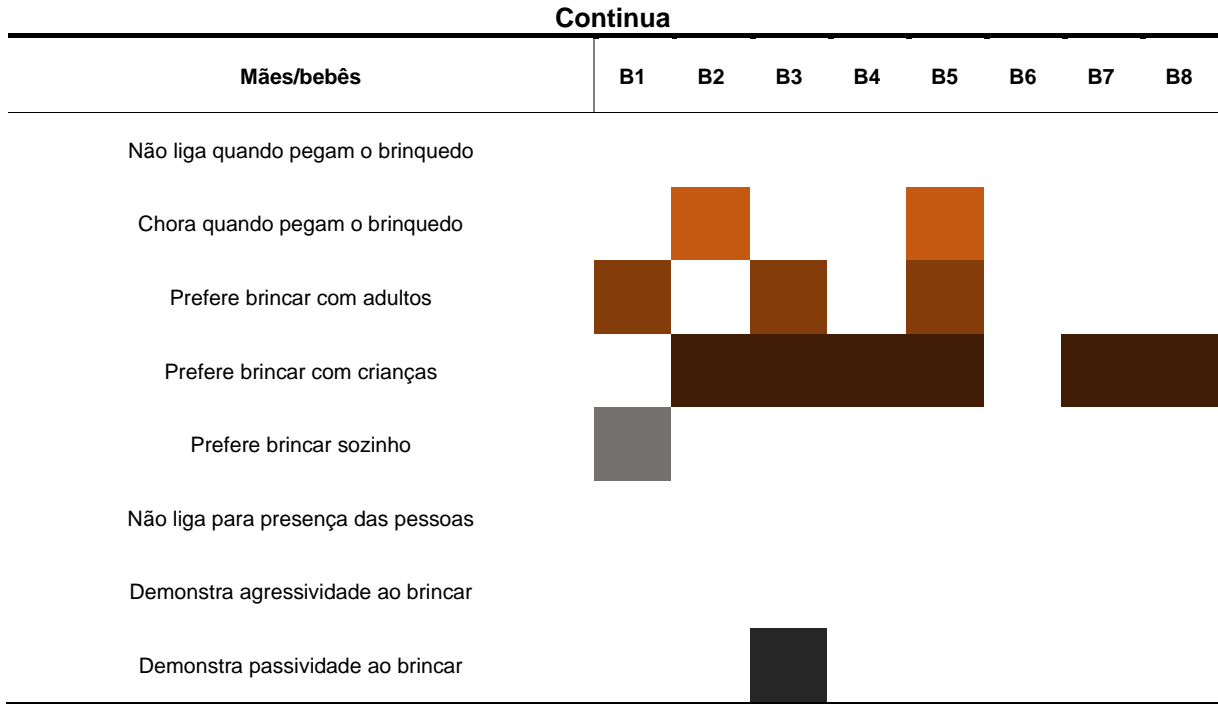 Continua
Mães/bebês B1 B2 B3 B4 B5 B6 B7 B8
Não liga quando pegam o brinquedo
Chora quando pegam o brinquedo
Prefere brincar com adultos
Prefere brincar com crianças
Prefere brincar sozinho
Não liga para presença das pessoas
Demonstra agressividade ao brincar
Demonstra passividade ao brincar